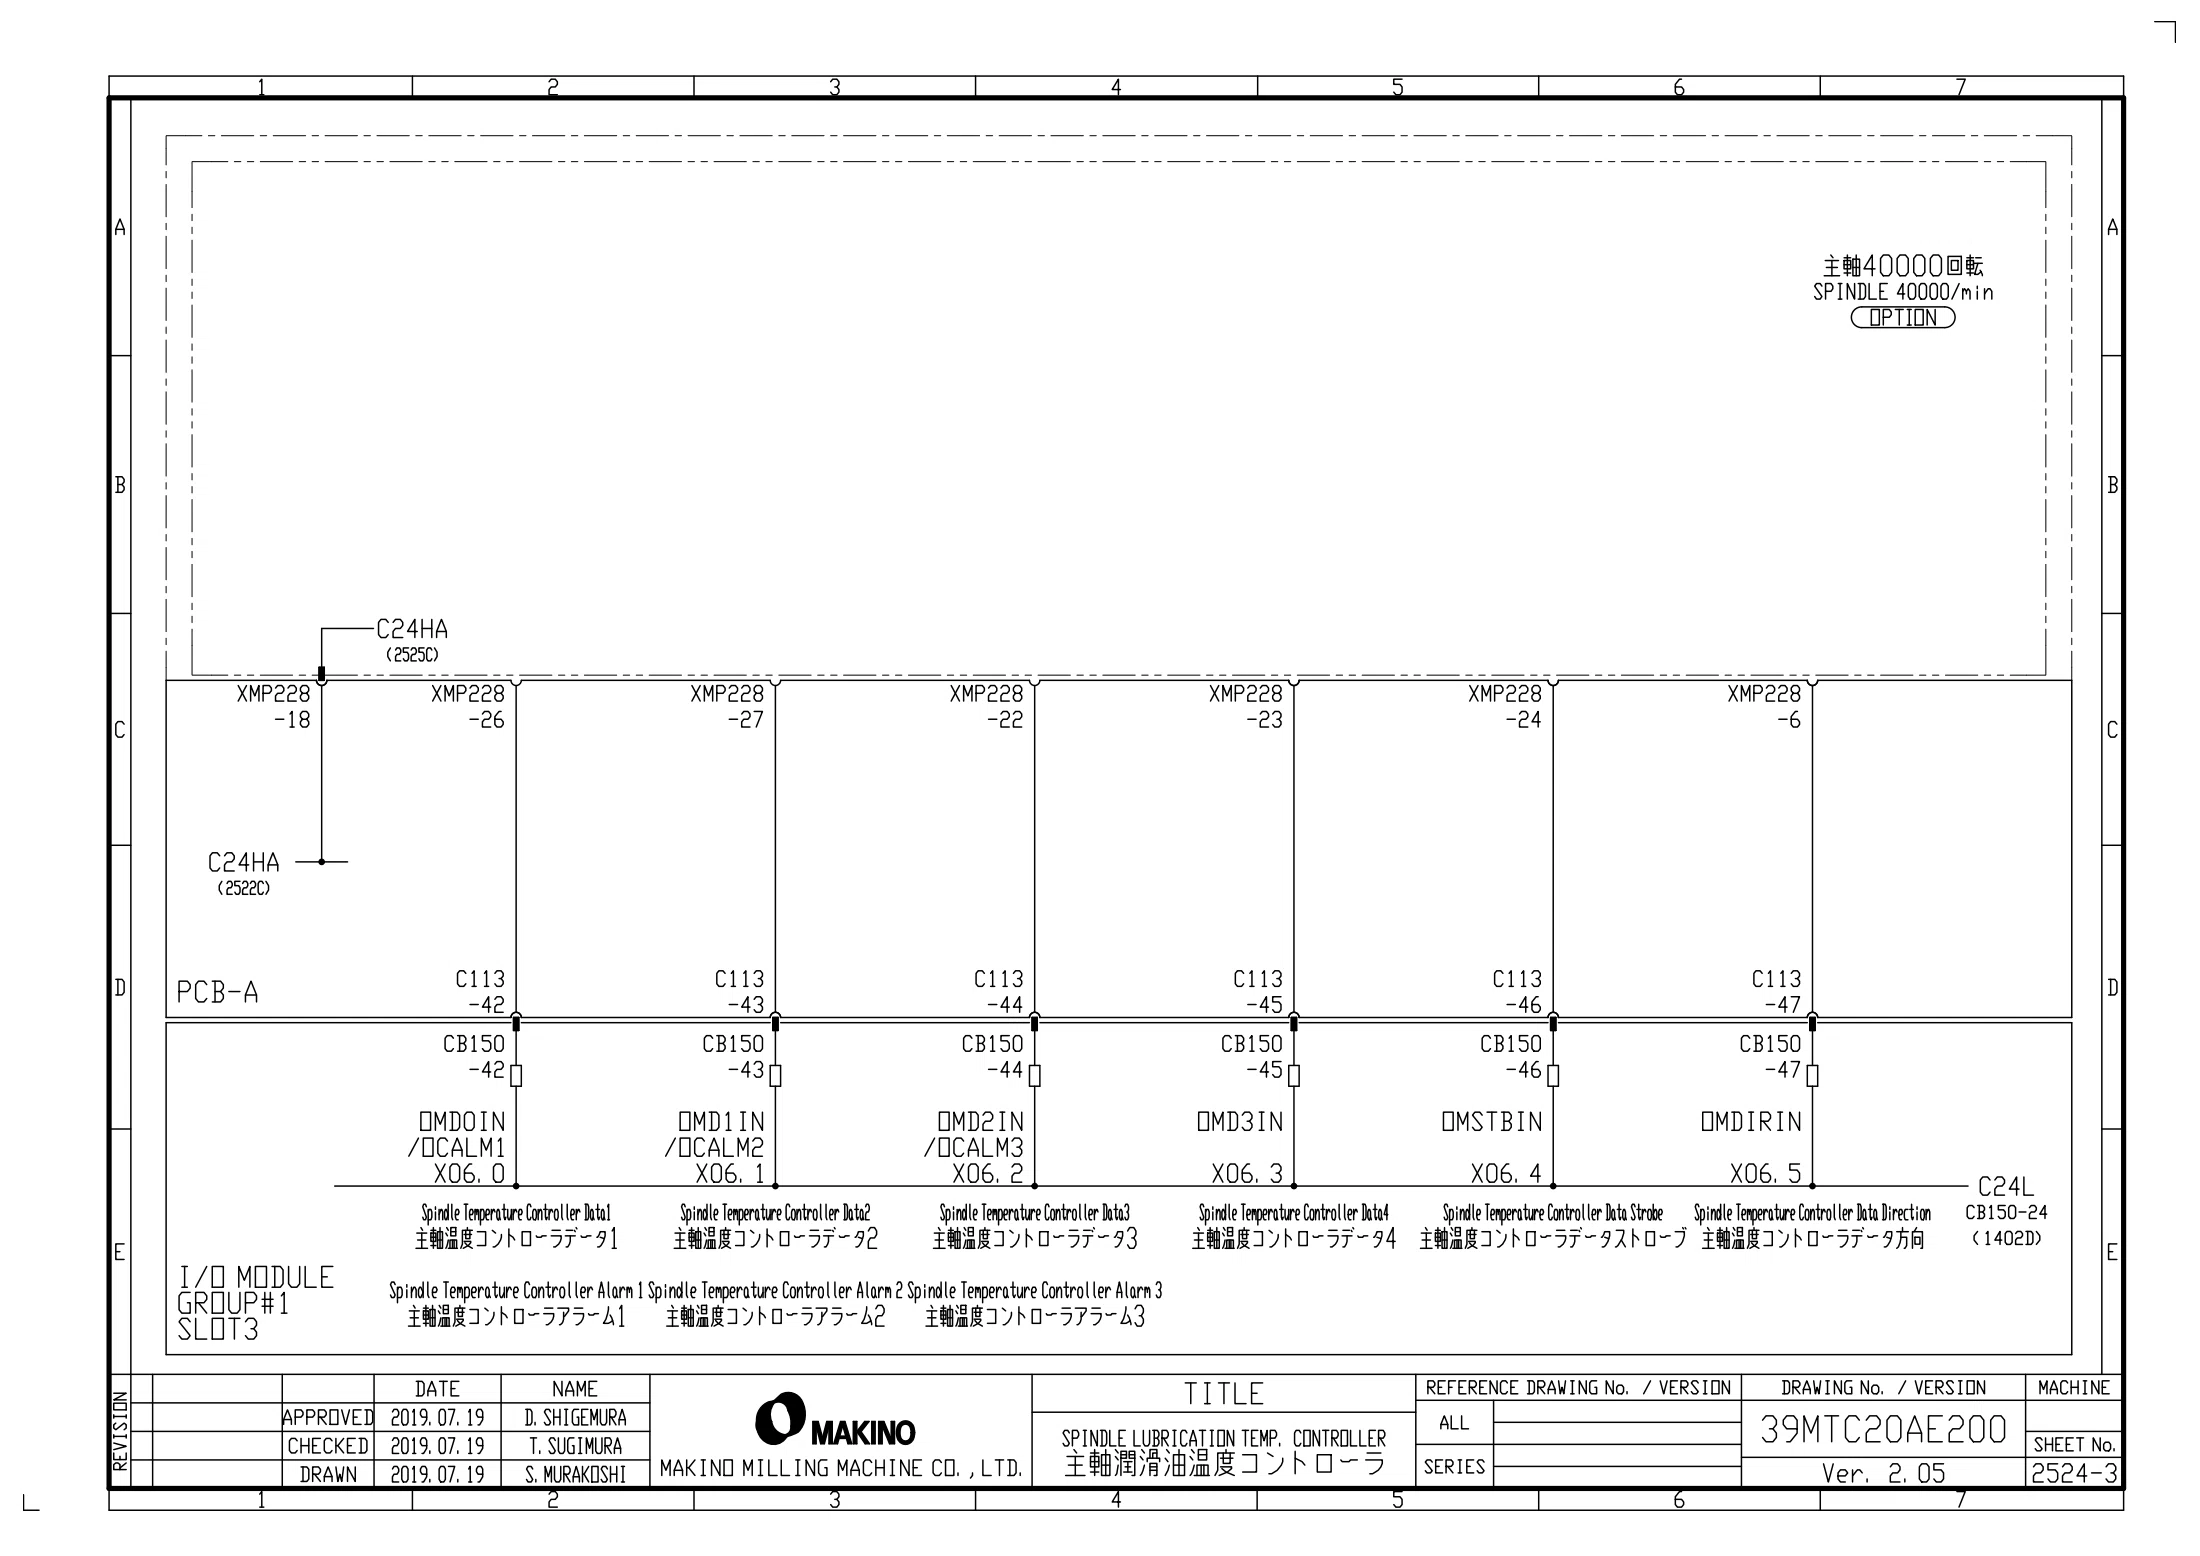 1 2 3 4 5 6 7
A A
主軸40000回転
SPINDLE 40000/min
OPTION
B B
C24HA
(2525C)
XMP228 XMP228 XMP228 XMP228 XMP228 XMP228 XMP228
-18 -26 -27 -22 -23 -24 -6
C C
C24HA
(2522C)
C113 C113 C113 C113 C113 C113
D PCB-A D
-42 -43 -44 -45 -46 -47
CB150 CB150 CB150 CB150 CB150 CB150
-42 -43 -44 -45 -46 -47
OMD0IN OMD1IN OMD2IN OMD3IN OMSTBIN OMDIRIN
/OCALM1 /OCALM2 /OCALM3
X06.0 X06.1 X06.2 X06.3 X06.4 X06.5
C24L
Spindle Temperature Controller Data1 Spindle Temperature Controller Data2 Spindle Temperature Controller Data3 Spindle Temperature Controller Data4 Spindle Temperature Controller Data Strobe Spindle Temperature Controller Data Direction CB150-24
主軸温度コントローラデータ1 主軸温度コントローラデータ2 主軸温度コントローラデータ3 主軸温度コントローラデータ4 主軸温度コントローラデータストローブ 主軸温度コントローラデータ方向 (1402D)
E E
I/O MODULE
GROUP#1
SLOT3
Spindle Temperature Controller Alarm 1 Spindle Temperature Controller Alarm 2 Spindle Temperature Controller Alarm 3
主軸温度コントローラアラーム1 主軸温度コントローラアラーム2 主軸温度コントローラアラーム3
REVISION
DATE NAME
APPROVED 2019.07.19 D. SHIGEMURA
CHECKED 2019.07.19 T. SUGIMURA
DRAWN 2019.07.19 S. MURAKOSHI
MAKINO
MAKINO MILLING MACHINE CO.,LTD.
TITLE
SPINDLE LUBRICATION TEMP. CONTROLLER
主軸潤滑油温度コントローラ
REFERENCE DRAWING No. / VERSION
ALL
SERIES
DRAWING No. / VERSION
39MTC20AE200
Ver. 2.05
MACHINE
SHEET No.
2524-3
1 2 3 4 5 6 7